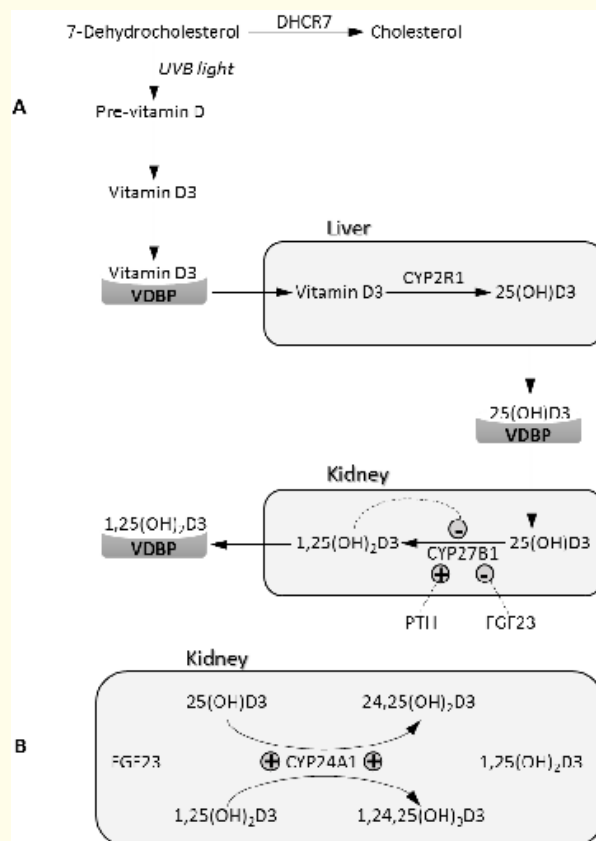 7-Dehydrocholesterol DHCR7 Cholesterol
UVB light
A
Pre-vitamin D
Vitamin D3
Liver
Vitamin D3
VDBP
Vitamin D3 CYP2R1 25(OH)D3
25(OH)D3
VDBP
Kidney
1,25(OH)₂D3
VDBP
1,25(OH)₂D3
-
25(OH)D3
CYP27B1
+ -
PTH FGF23
Kidney
B
25(OH)D3 24,25(OH)₂D3
FGF23 + CYP24A1 + 1,25(OH)₂D3
1,25(OH)₂D3 1,24,25(OH)₃D3